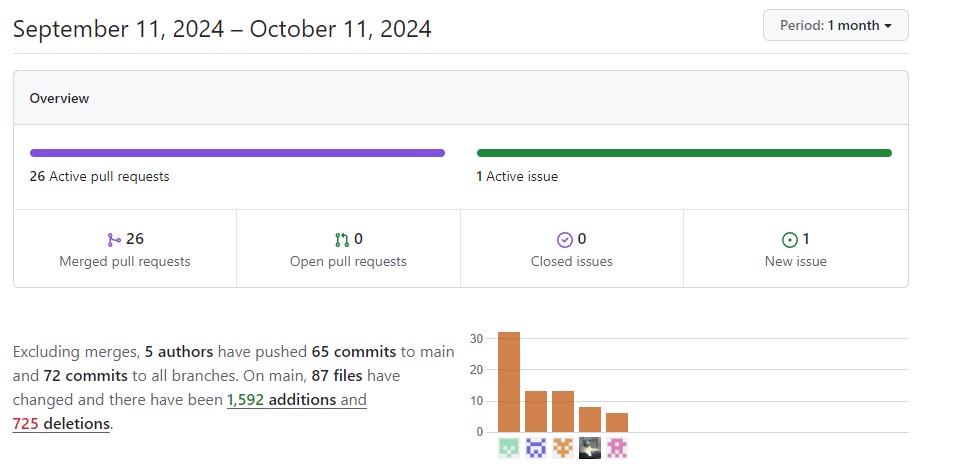 September 11, 2024 – October 11, 2024
Period: 1 month
Overview
26 Active pull requests
1 Active issue
26
Merged pull requests
0
Open pull requests
0
Closed issues
1
New issue
Excluding merges, 5 authors have pushed 65 commits to main
and 72 commits to all branches. On main, 87 files have
changed and there have been 1,592 additions and
725 deletions.
30
20
10
0